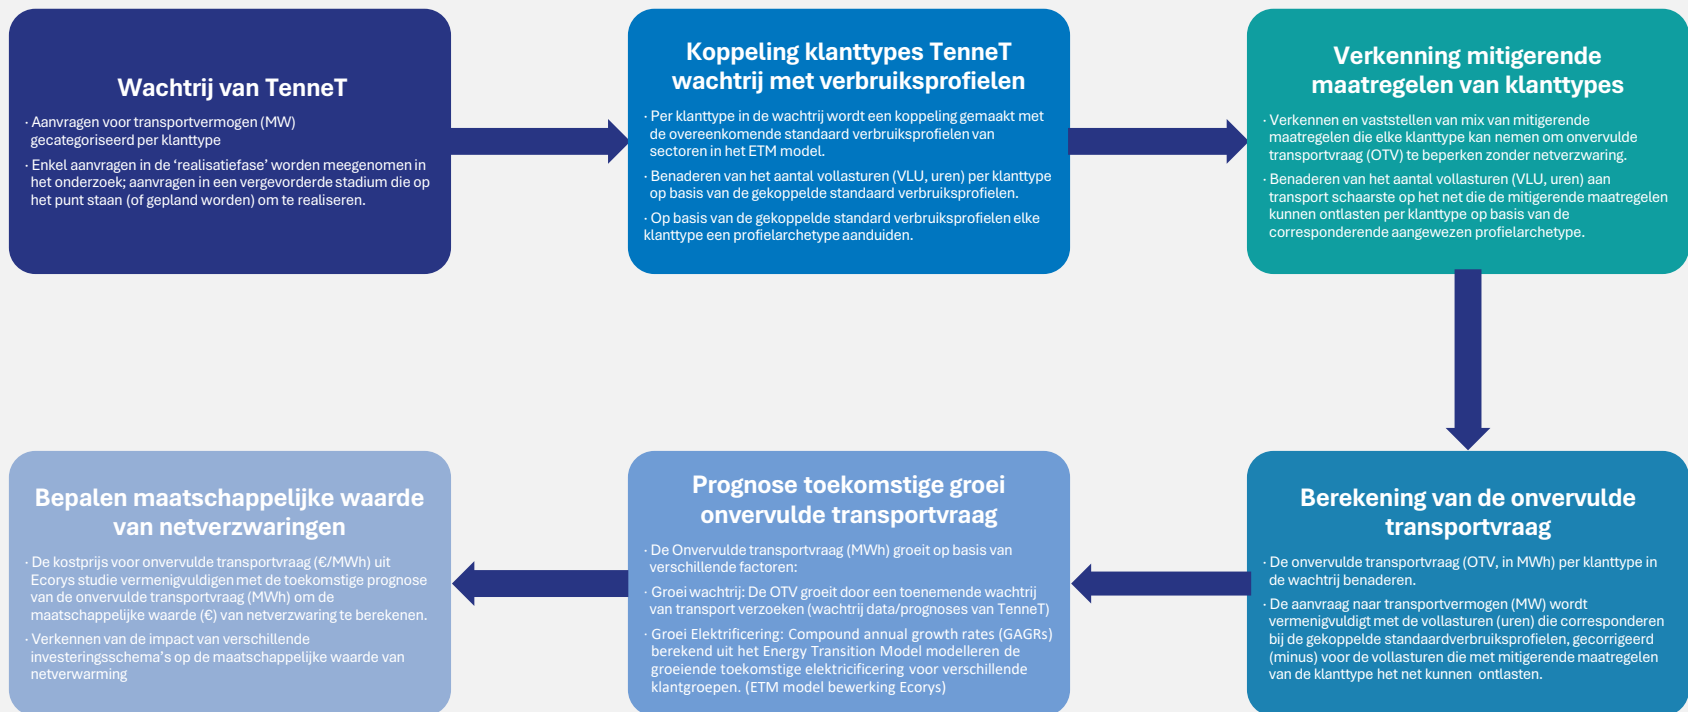 Wachtrij van TenneT
· Aanvragen voor transportvermogen (MW)
gecategoriseerd per klanttype
· Enkel aanvragen in de ‘realisatiefase’ worden meegenomen in
het onderzoek; aanvragen in een vergevorderde stadium die op
het punt staan (of gepland worden) om te realiseren.
Koppeling klanttypes TenneT
wachtrij met verbruiksprofielen
· Per klanttype in de wachtrij wordt een koppeling gemaakt met
de overeenkomende standaard verbruiksprofielen van
sectoren in het ETM model.
· Benaderen van het aantal vollasturen (VLU, uren) per klanttype
op basis van de gekoppelde standaard verbruiksprofielen.
· Op basis van de gekoppelde standard verbruiksprofielen elke
klanttype een profielarchetype aanduiden.
Verkenning mitigerende
maatregelen van klanttypes
· Verkennen en vaststellen van mix van mitigerende
maatregelen die elke klanttype kan nemen om onvervulde
transportvraag (OTV) te beperken zonder netverzwaring.
· Benaderen van het aantal vollasturen (VLU, uren) aan
transport schaarste op het net die de mitigerende maatregelen
kunnen ontlasten per klanttype op basis van de
corresponderende aangewezen profielarchetype.
Berekening van de onvervulde
transportvraag
· De onvervulde transportvraag (OTV, in MWh) per klanttype in
de wachtrij benaderen.
· De aanvraag naar transportvermogen (MW) wordt
vermenigvuldigt met de vollasturen (uren) die corresponderen
bij de gekoppelde standaardverbruiksprofielen, gecorrigeerd
(minus) voor de vollasturen die met mitigerende maatregelen
van de klanttype het net kunnen ontlasten.
Prognose toekomstige groei
onvervulde transportvraag
· De Onvervulde transportvraag (MWh) groeit op basis van
verschillende factoren:
· Groei wachtrij: De OTV groeit door een toenemende wachtrij
van transport verzoeken (wachtrij data/prognoses van TenneT)
· Groei Elektrificering: Compound annual growth rates (GAGRs)
berekend uit het Energy Transition Model modelleren de
groeiende toekomstige elektricificering voor verschillende
klantgroepen. (ETM model bewerking Ecorys)
Bepalen maatschappelijke waarde
van netverzwaringen
· De kostprijs voor onvervulde transportvraag (€/MWh) uit
Ecorys studie vermenigvuldigen met de toekomstige prognose
van de onvervulde transportvraag (MWh) om de
maatschappelijke waarde (€) van netverzwaring te berekenen.
· Verkennen van de impact van verschillende
investeringsschema’s op de maatschappelijke waarde van
netverwarming